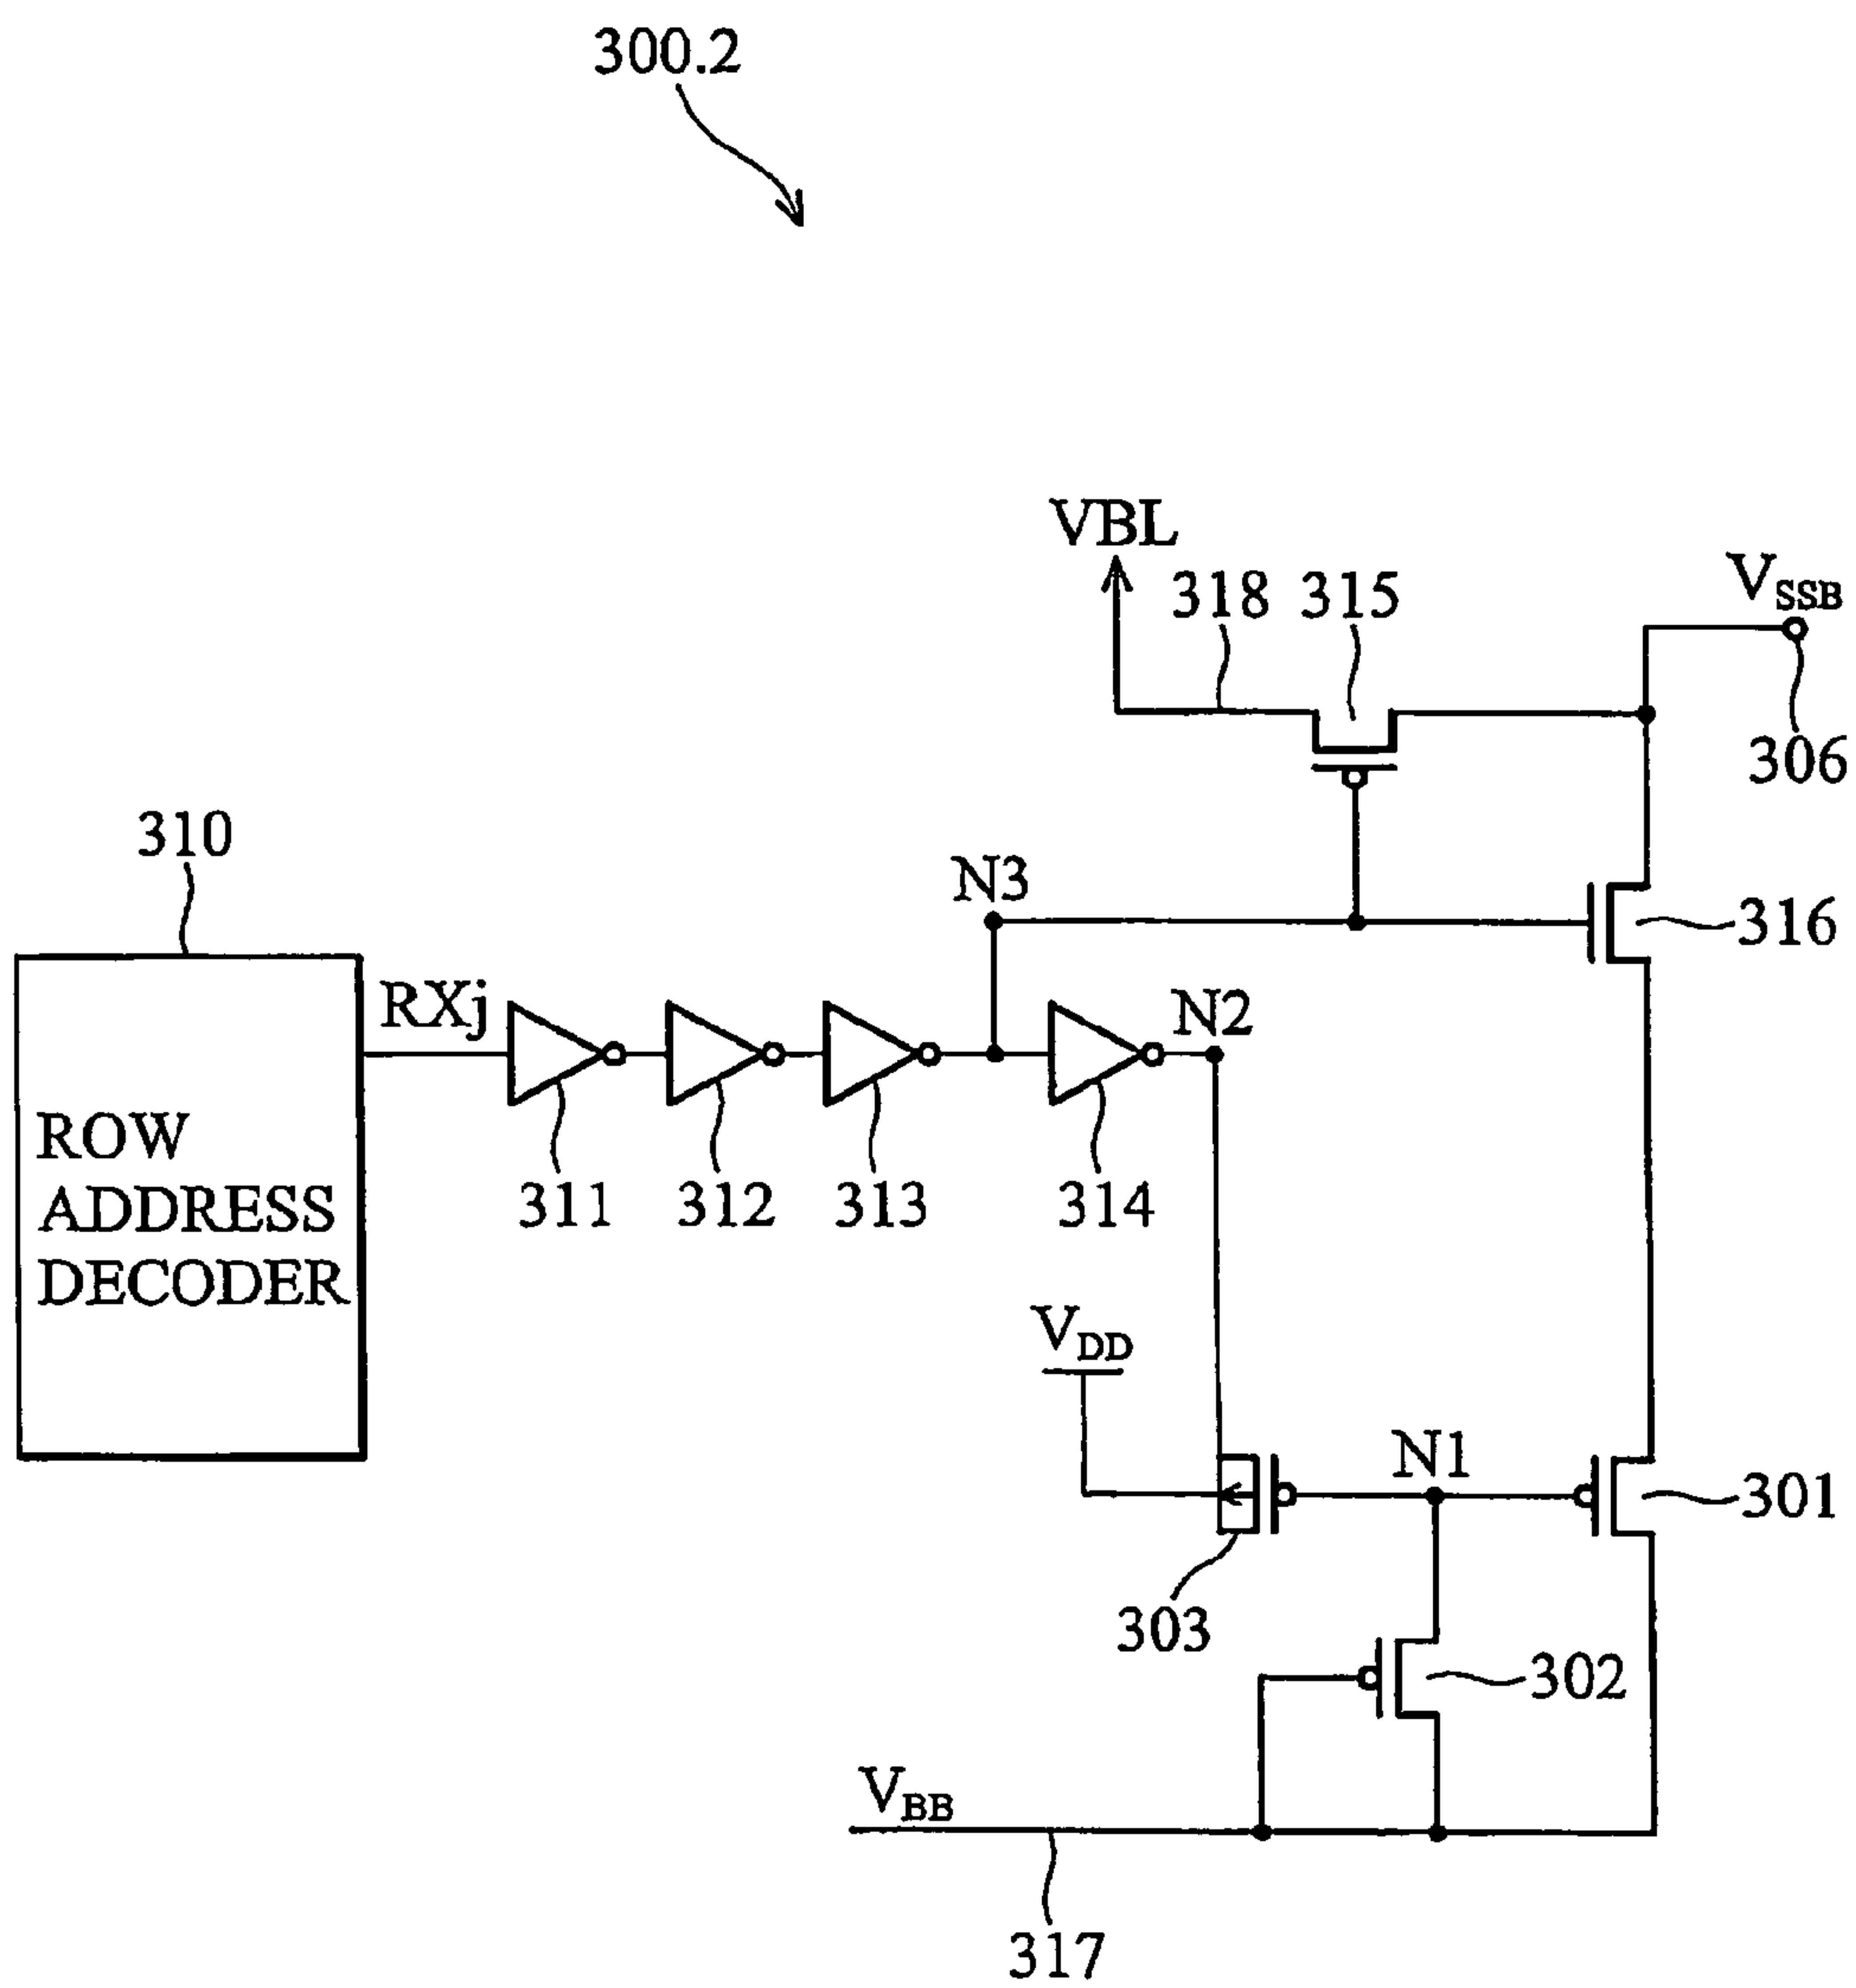 300.2
VBL
318 315
VSSB
306
310
N3
316
RXj
N2
ROW
ADDRESS
DECODER
311 312 313 314
VDD
N1
301
303
302
VBB
317